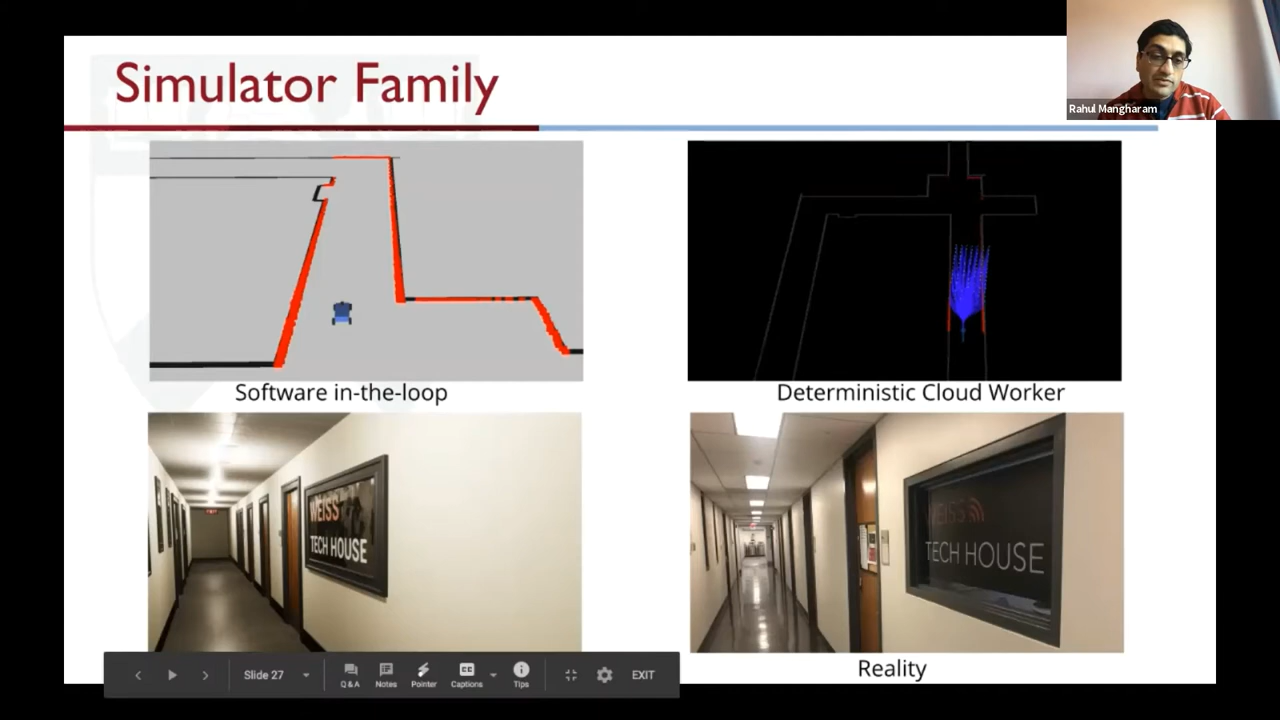 Simulator Family
Rahul Mangharam
Software in-the-loop
Deterministic Cloud Worker
WEISS
TECH HOUSE
WEISS
TECH HOUSE
Reality
Slide 27
Q&A
Notes
Pointer
CC
Captions
Tips
EXIT